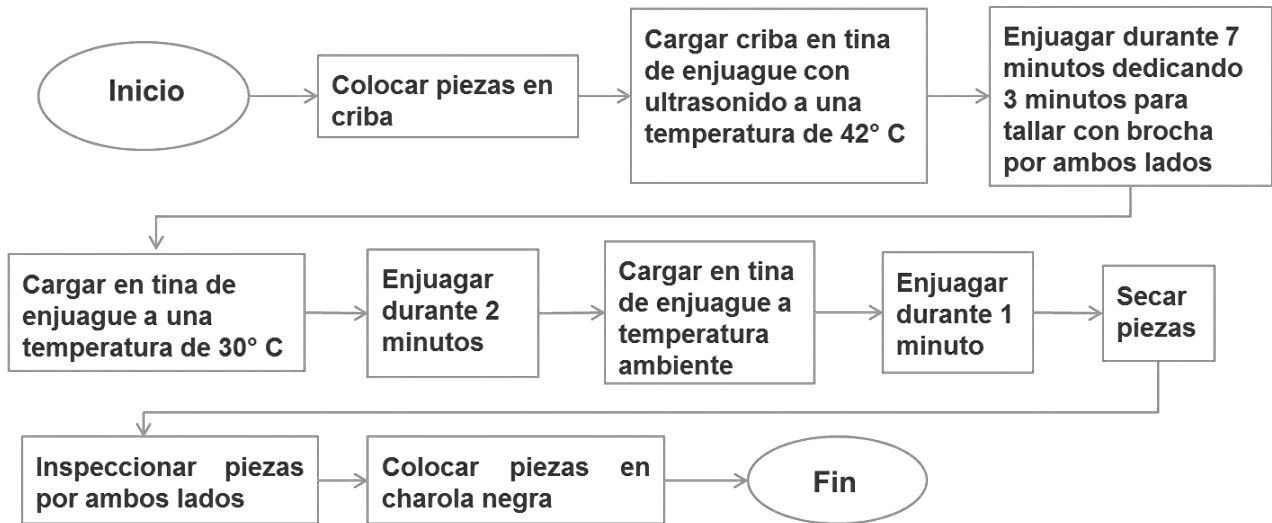 Inicio
Colocar piezas en
criba
Cargar criba en tina
de enjuague con
ultrasonido a una
temperatura de 42° C
Enjuagar durante 7
minutos dedicando
3 minutos para
tallar con brocha
por ambos lados
Cargar en tina de
enjuague a una
temperatura de 30° C
Enjuagar
durante 2
minutos
Cargar en tina
de enjuague a
temperatura
ambiente
Enjuagar
durante 1
minuto
Secar
piezas
Inspeccionar piezas
por ambos lados
Colocar piezas en
charola negra
Fin